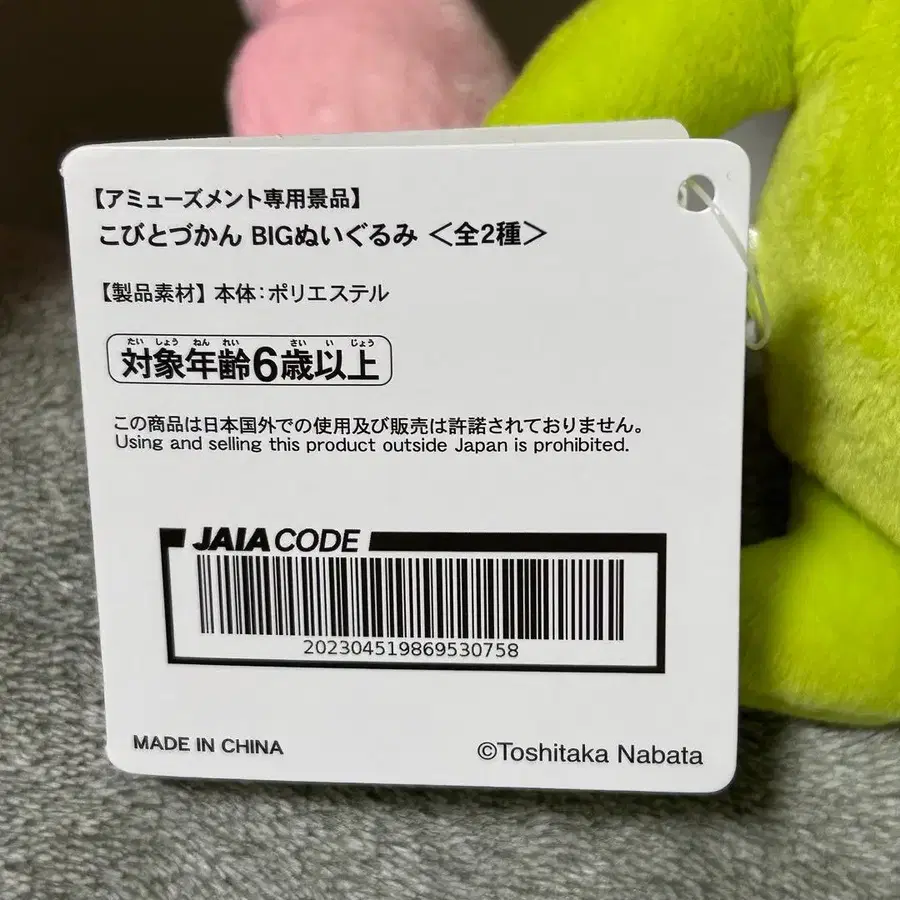 【アミューズメント専用景品】
こびとづかん BIGぬいぐるみ ＜全2種＞
【製品素材】本体：ポリエステル
たい しょう ねん れい さい い じょう
対象年齢6歳以上
この商品は日本国外での使用及び販売は許諾されておりません。
Using and selling this product outside Japan is prohibited.
JAIA CODE
202304519869530758
MADE IN CHINA
©Toshitaka Nabata